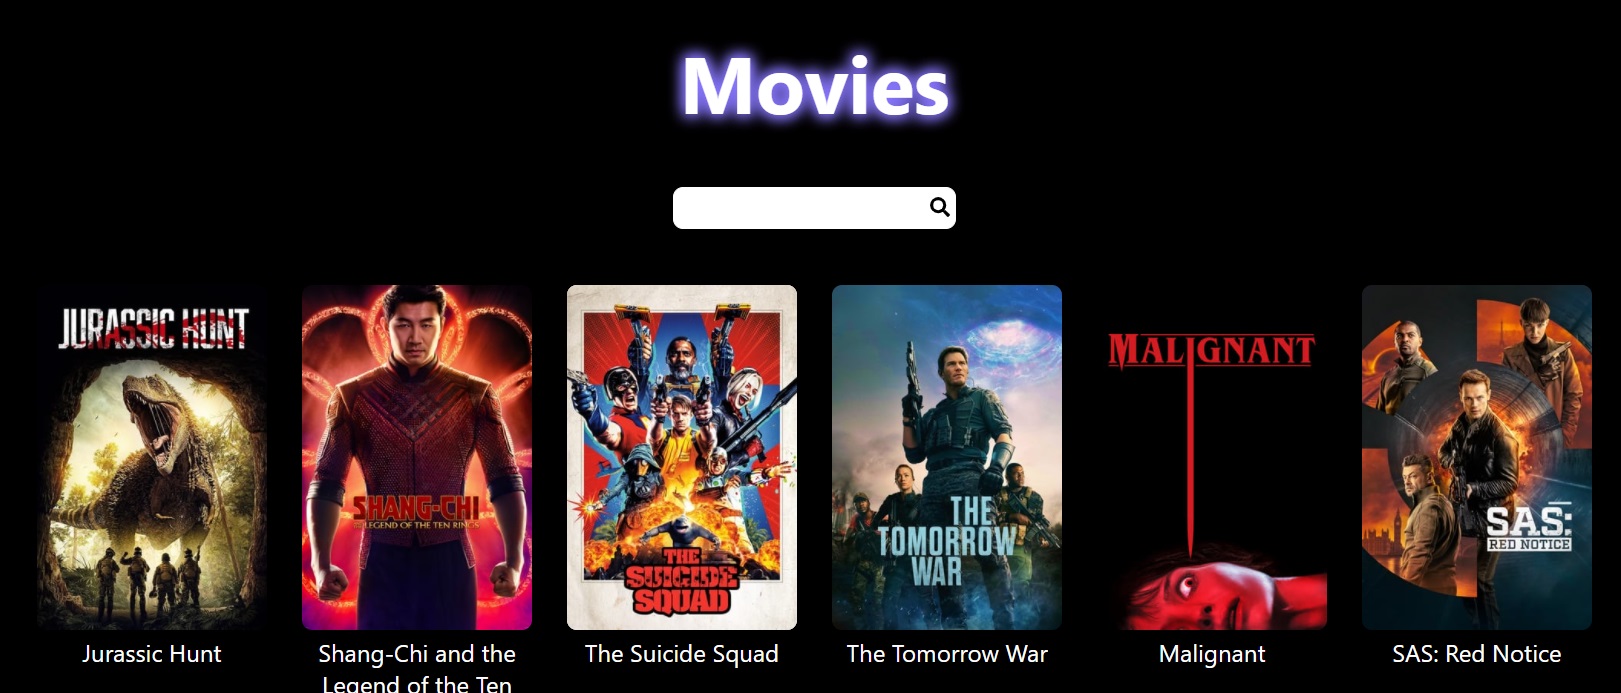 Movies
JURASSIC HUNT
SHANG-CHI
LEGEND OF THE TEN RINGS
THE
SUICIDE
SQUAD
THE
TOMORROW
WAR
MALIGNANT
SAS:
RED NOTICE
Jurassic Hunt
Shang-Chi and the
Legend of the Ten
The Suicide Squad
The Tomorrow War
Malignant
SAS: Red Notice